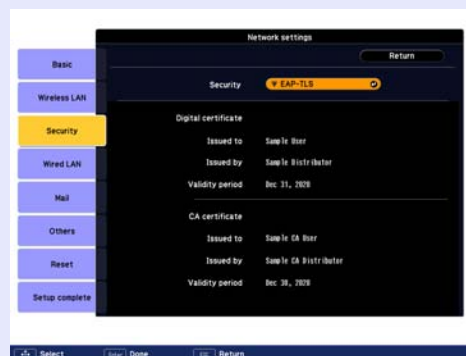 Network settings
Return
Basic
Wireless LAN
Security
Wired LAN
Mail
Others
Reset
Setup complete
Security EAP-TLS
Digital certificate
Issued to Sample User
Issued by Sample Distributor
Validity period Dec 31, 2020
CA certificate
Issued to Sample CA User
Issued by Sample CA Distributor
Validity period Dec 30, 2020
Select Enter Done ESC Return